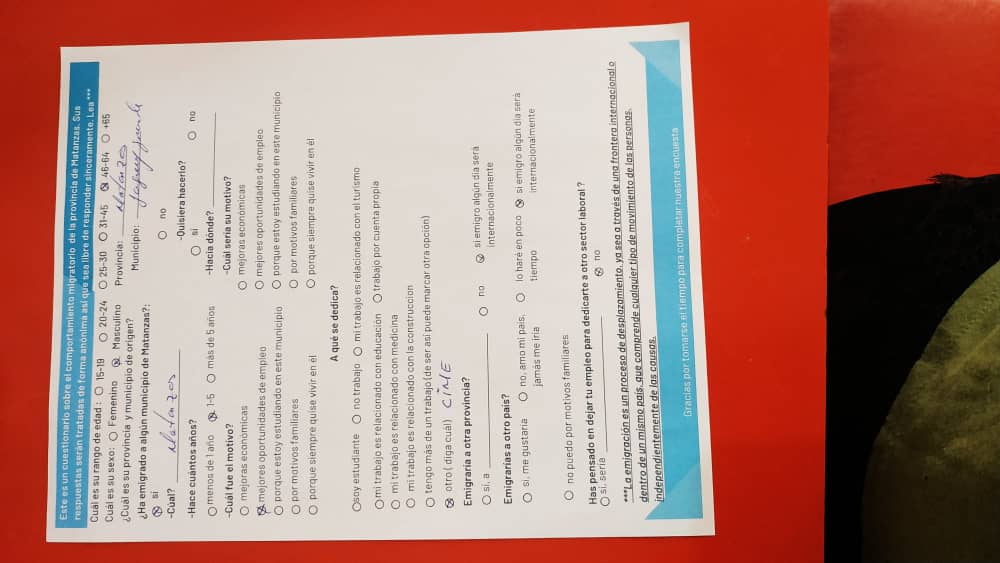 Este es un cuestionario sobre el comportamiento migratorio de la provincia de Matanzas. Sus
respuestas serán tratadas de forma anónima así que sea libre de responder sinceramente. Lea ***
Cuál es su rango de edad : ○ 15-19 ○ 20-24 ○ 25-30 ○ 31-45 ⊗ 46-64 ○ +65
Cuál es su sexo: ○ Femenino ⊗ Masculino
¿Cuál es su provincia y municipio de origen? Provincia: Matanzas
Municipio: Jagüey Grande
¿Ha emigrado a algún municipio de Matanzas?:
⊗ si ○ no
-Cúal? Matanzas
-Hace cuántos años?
○ menos de 1 año ⊗ 1-5 ○ más de 5 años
-Cuál fue el motivo?
○ mejoras económicas
⊗ mejores oportunidades de empleo
○ porque estoy estudiando en este municipio
○ por motivos familiares
○ porque siempre quise vivir en él
-Quisiera hacerlo?
○ si ○ no
-Hacia dónde?
-Cuál sería su motivo?
○ mejoras económicas
○ mejores oportunidades de empleo
○ porque estoy estudiando en este municipio
○ por motivos familiares
○ porque siempre quise vivir en él
A qué se dedica?
○ soy estudiante ○ no trabajo ○ mi trabajo es relacionado con el turismo
○ mi trabajo es relacionado con educación ○ trabajo por cuenta propia
○ mi trabajo es relacionado con medicina
○ mi trabajo es relacionado con la construccion
○ tengo más de un trabajo (de ser así puede marcar otra opción)
⊗ otro ( diga cuál) CIME
Emigraría a otra provincia?
○ si, a ○ no ⊗ si emigro algún día será
internacionalmente
Emigrarías a otro país?
○ si, me gustaría ○ no, amo mi país, ○ lo haré en poco ⊗ si emigro algún día será
jamás me iría tiempo internacionalmente
○ no puedo por motivos familiares
Has pensado en dejar tu empleo para dedicarte a otro sector laboral?
○ si, sería ⊗ no
***La emigración es un proceso de desplazamiento, ya sea a través de una frontera internacional o
dentro de un mismo país, que comprende cualquier tipo de movimiento de las personas,
independientemente de las causas.
Gracias por tomarse el tiempo para completar nuestra encuesta